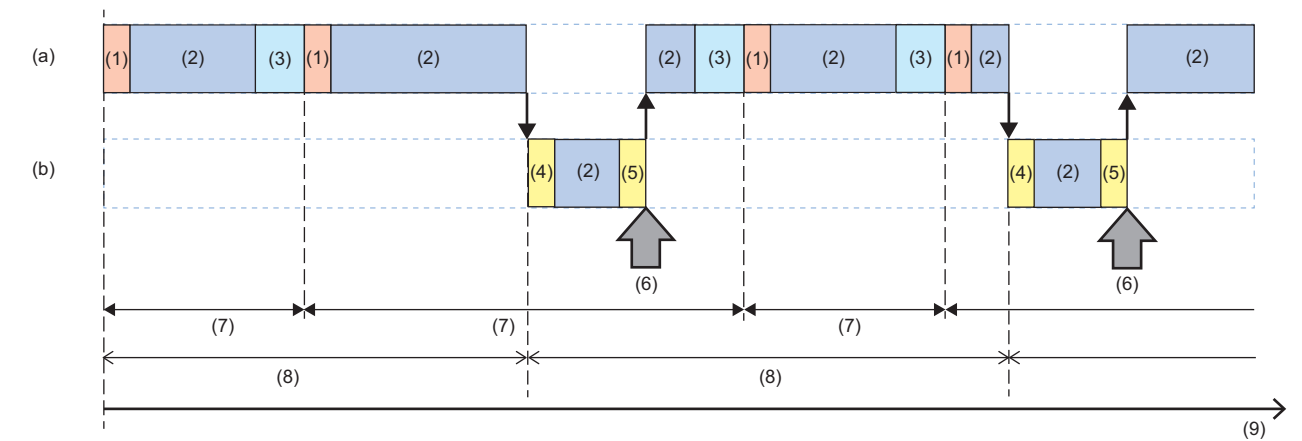 (a) (1) (2) (3) (1) (2) (2) (3) (1) (2) (3) (1) (2) (2)
(b) (4) (2) (5) (4) (2) (5)
(6) (6)
(7) (7) (7)
(8) (8)
(9)